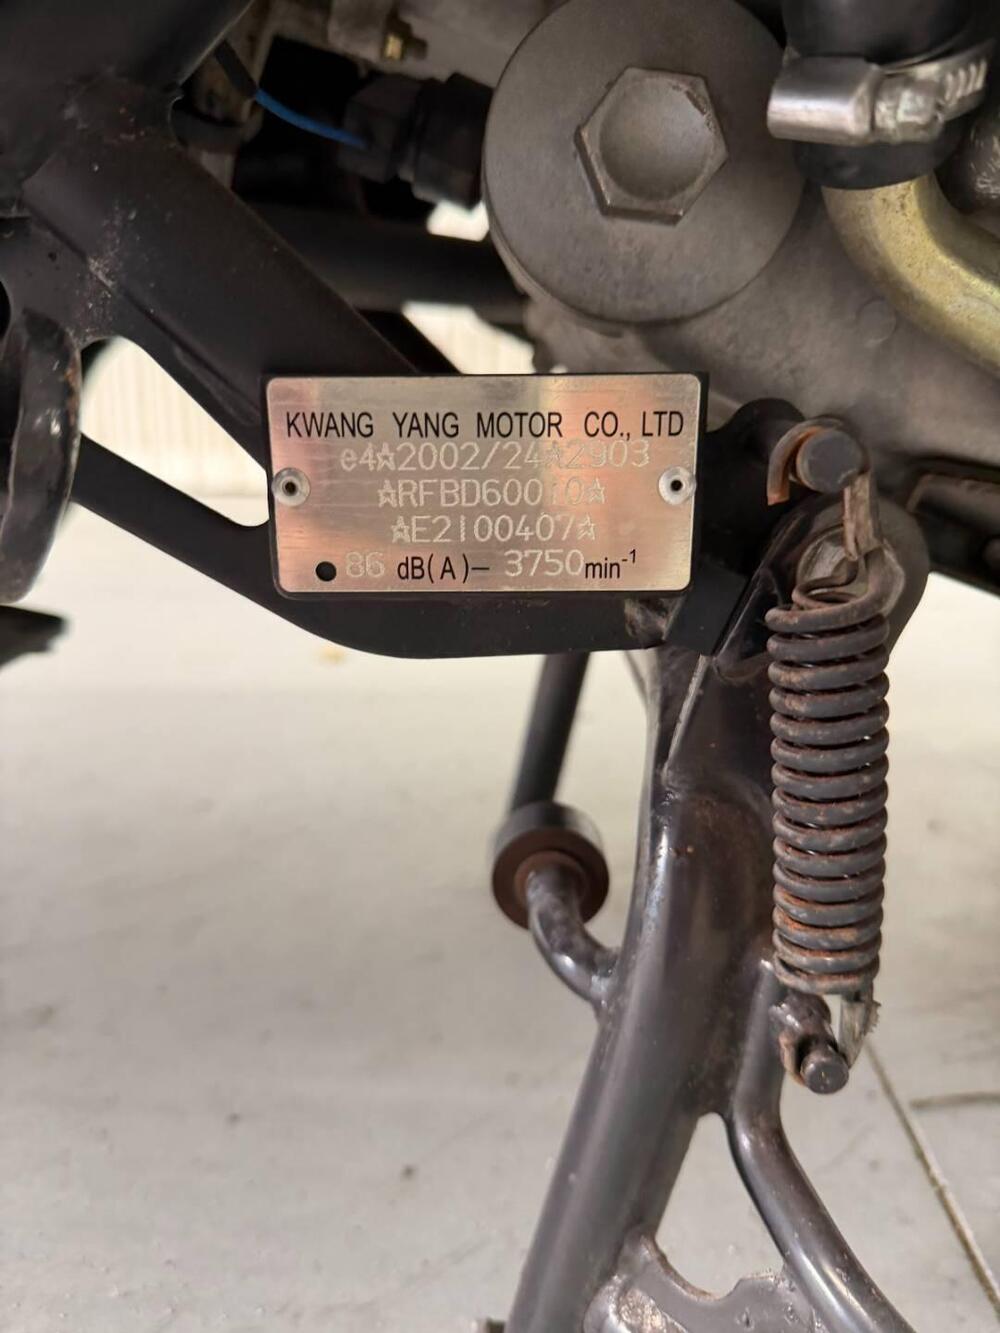 KWANG YANG MOTOR CO., LTD
e4☆2002/24☆2903
☆RFBD60010☆
☆E2100407☆
86 dB(A)– 3750min⁻¹